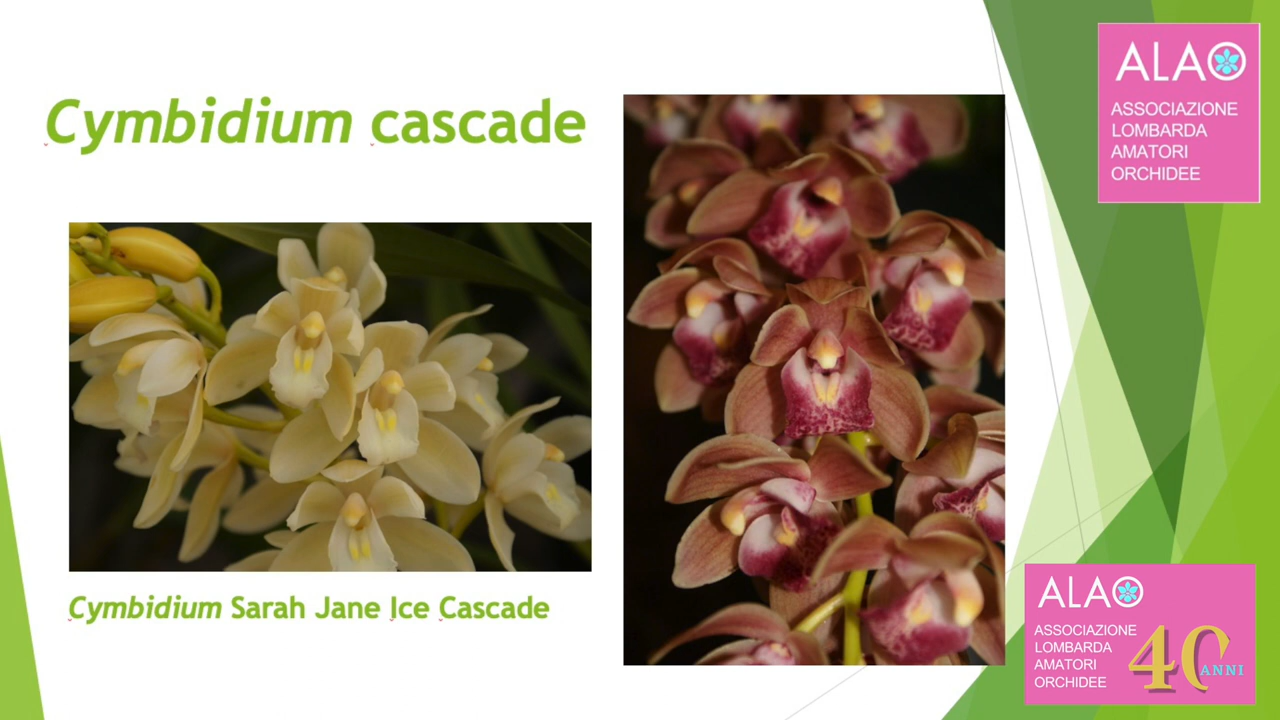 Cymbidium cascade
Cymbidium Sarah Jane Ice Cascade
ALAO
ASSOCIAZIONE
LOMBARDA
AMATORI
ORCHIDEE
ALAO
ASSOCIAZIONE
LOMBARDA
AMATORI
ORCHIDEE
40
ANNI